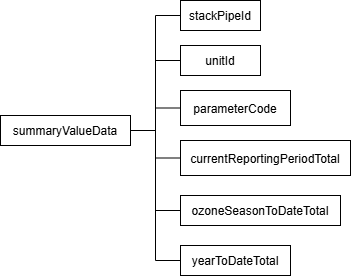 stackPipeId
unitId
parameterCode
summaryValueData
currentReportingPeriodTotal
ozoneSeasonToDateTotal
yearToDateTotal